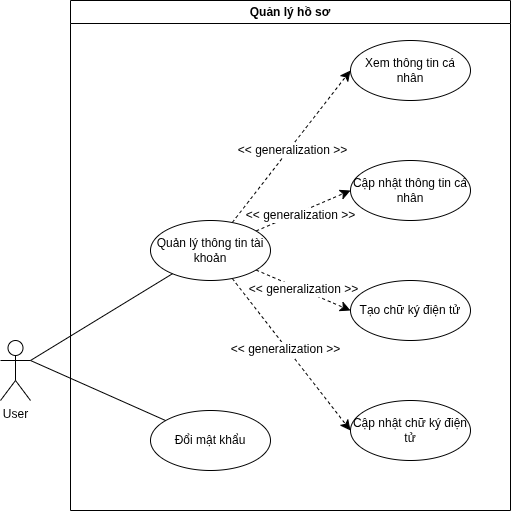 Quản lý hồ sơ
Xem thông tin cá
nhân
<< generalization >>
Cập nhật thông tin cá
nhân
<< generalization >>
Quản lý thông tin tài
khoản
<< generalization >>
Tạo chữ ký điện tử
<< generalization >>
User
Đổi mật khẩu
Cập nhật chữ ký điện
tử